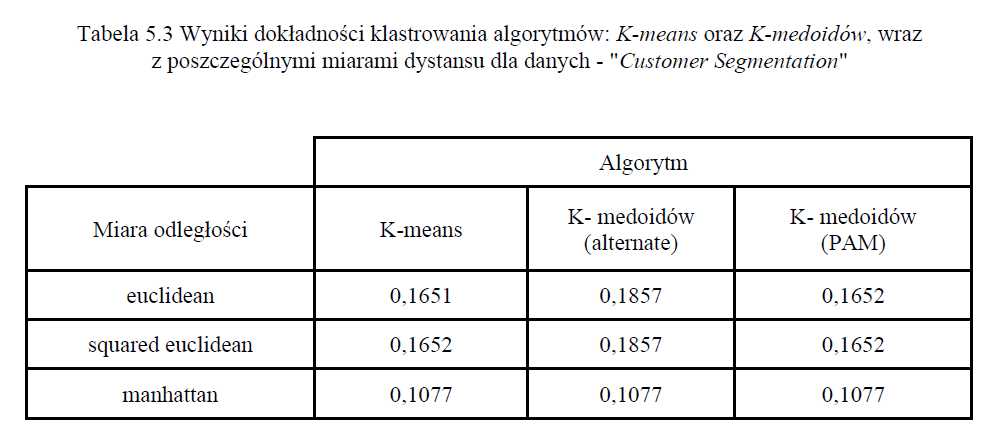 Tabela 5.3 Wyniki dokładności klastrowania algorytmów: K-means oraz K-medoidów, wraz
z poszczególnymi miarami dystansu dla danych - "Customer Segmentation"
Algorytm
Miara odległości K-means K- medoidów (alternate) K- medoidów (PAM)
euclidean 0,1651 0,1857 0,1652
squared euclidean 0,1652 0,1857 0,1652
manhattan 0,1077 0,1077 0,1077